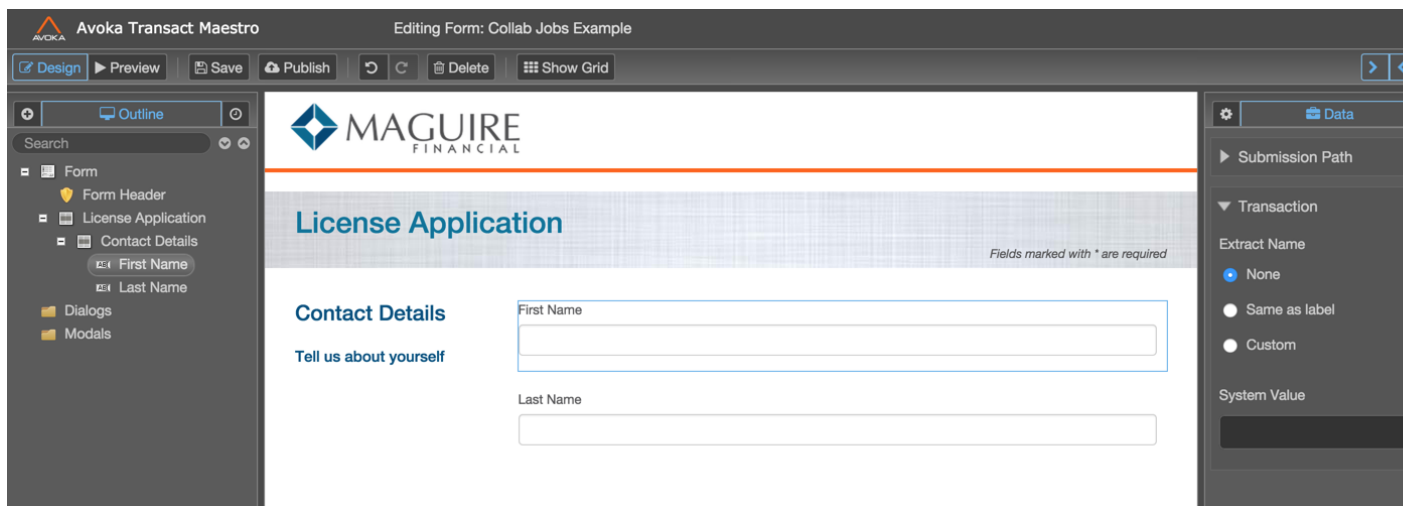 AVOKA Avoka Transact Maestro Editing Form: Collab Jobs Example
Design Preview Save Publish Delete Show Grid
Outline
Search
Form
Form Header
License Application
Contact Details
First Name
Last Name
Dialogs
Modals
MAGUIRE
FINANCIAL
License Application
Fields marked with * are required
Contact Details
Tell us about yourself
First Name
Last Name
Data
Submission Path
Transaction
Extract Name
None
Same as label
Custom
System Value